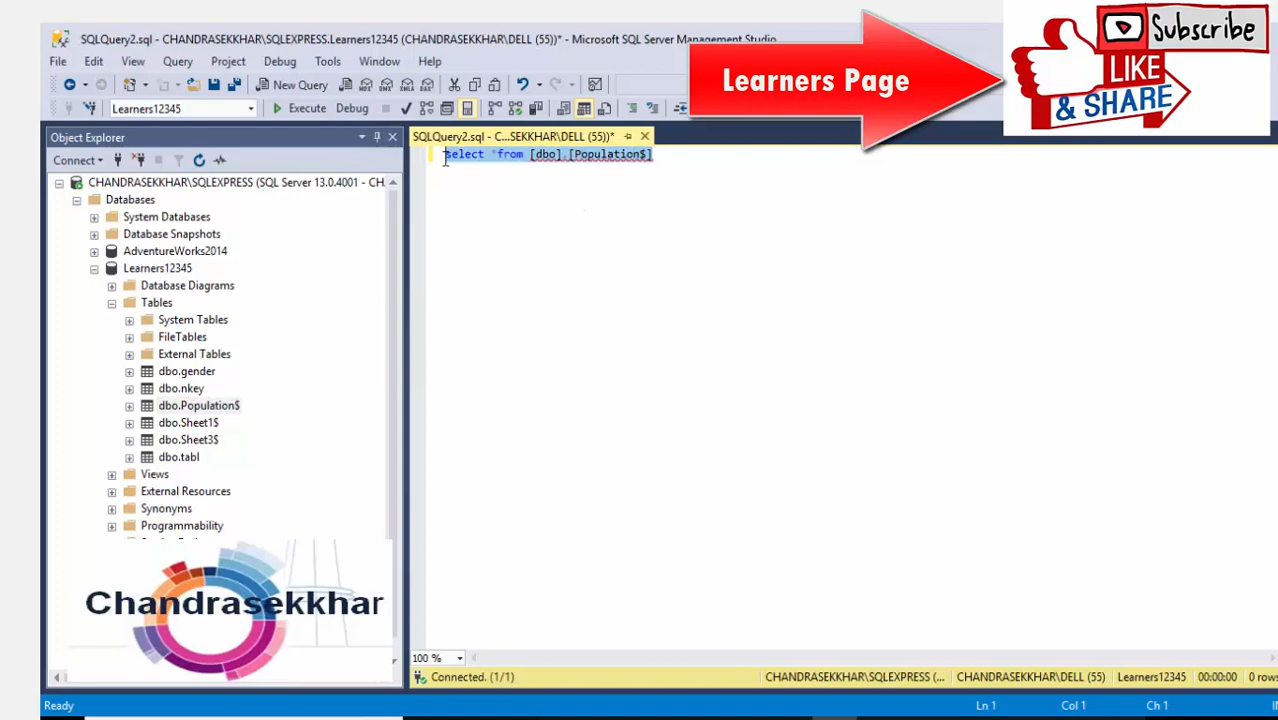 SQLQuery2.sql - CHANDRASEKKHAR\SQLEXPRESS.Learners12345 (CHANDRASEKKHAR\DELL (55))* - Microsoft SQL Server Management Studio
File Edit View Query Project Debug Tools Window Help
New Query
Learners12345 Execute Debug
Learners Page
Subscribe
LIKE
& SHARE
Object Explorer
Connect
CHANDRASEKKHAR\SQLEXPRESS (SQL Server 13.0.4001 - CH
Databases
System Databases
Database Snapshots
AdventureWorks2014
Learners12345
Database Diagrams
Tables
System Tables
FileTables
External Tables
dbo.gender
dbo.nkey
dbo.Population$
dbo.Sheet1$
dbo.Sheet3$
dbo.tabl
Views
External Resources
Synonyms
Programmability
Chandrasekkhar
SQLQuery2.sql - C...SEKKHAR\DELL (55))*
select *from [dbo].[Population$]
100 %
Connected. (1/1) CHANDRASEKKHAR\SQLEXPRESS (... CHANDRASEKKHAR\DELL (55) Learners12345 00:00:00 0 rows
Ready Ln 1 Col 1 Ch 1